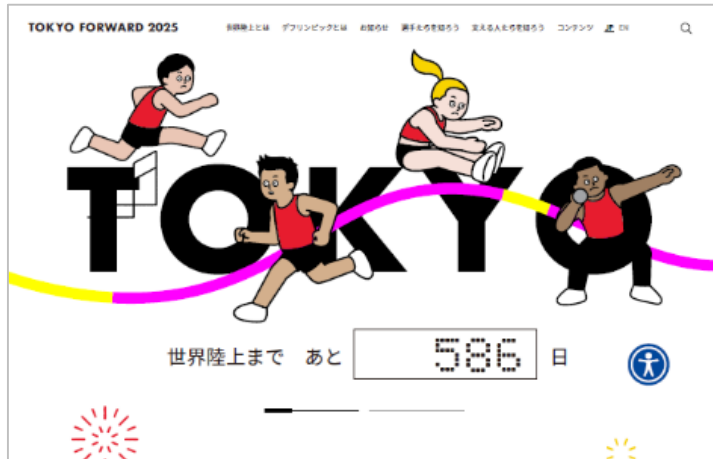 TOKYO FORWARD 2025 世界陸上とは デフリンピックとは お知らせ 選手たちを知ろう 支える人たちを知ろう コンテンツ JP EN
TOKYO
世界陸上まで あと 586 日